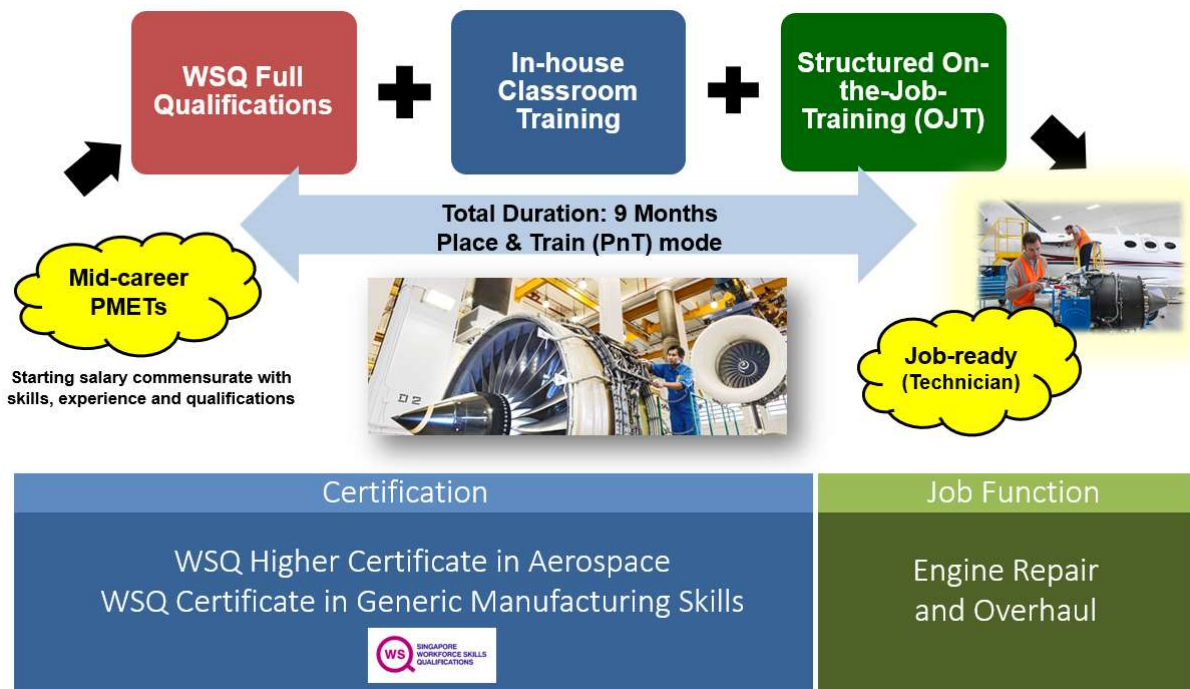 WSQ Full
Qualifications
In-house
Classroom
Training
Structured On-
the-Job-
Training (OJT)
Total Duration: 9 Months
Place & Train (PnT) mode
Mid-career
PMETs
Starting salary commensurate with
skills, experience and qualifications
Job-ready
(Technician)
Certification
WSQ Higher Certificate in Aerospace
WSQ Certificate in Generic Manufacturing Skills
WS
SINGAPORE
WORKFORCE SKILLS
QUALIFICATIONS
Job Function
Engine Repair
and Overhaul